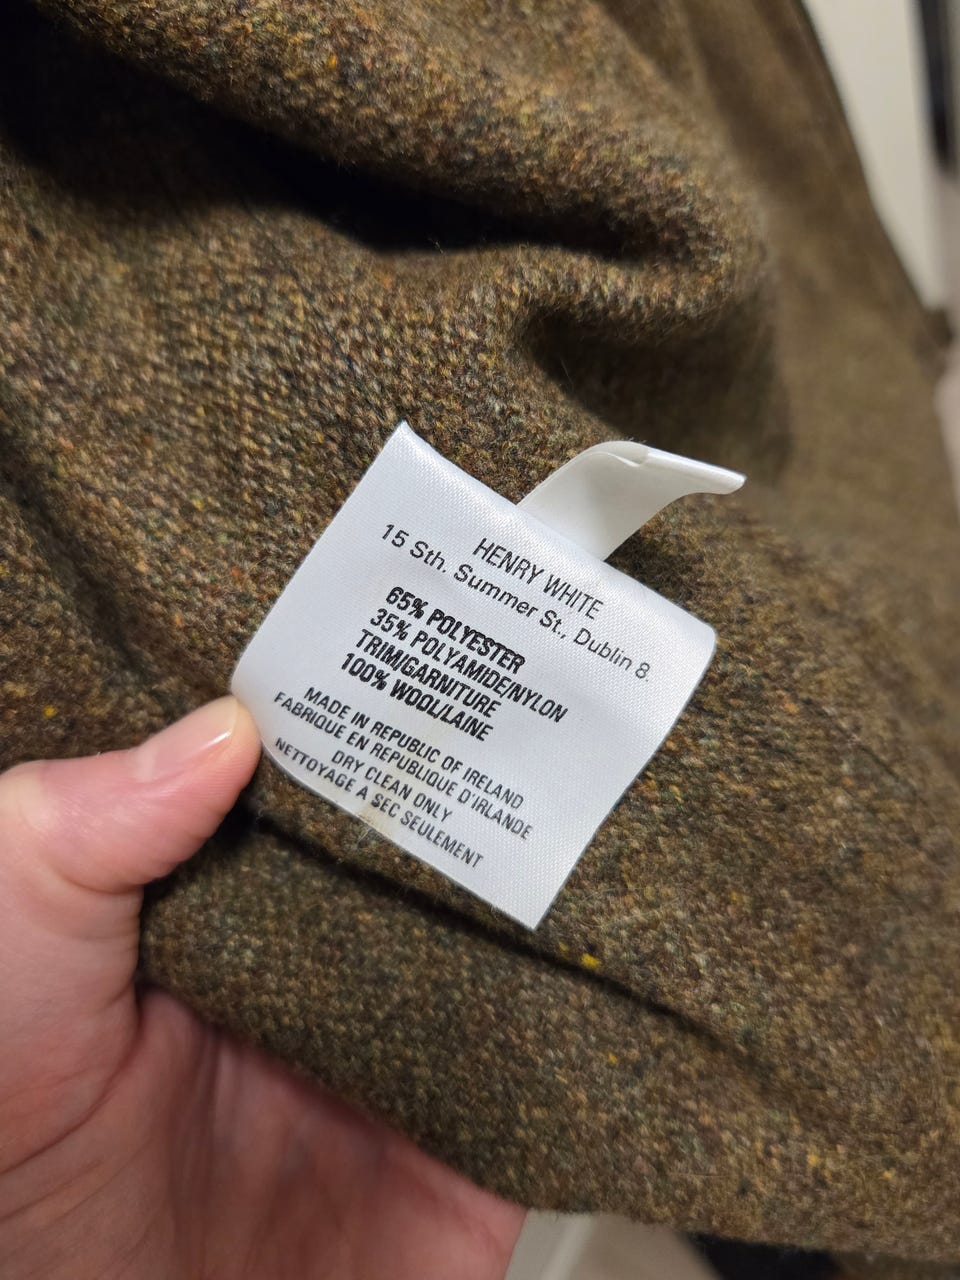 HENRY WHITE
15 Sth. Summer St., Dublin 8.
65% POLYESTER
35% POLYAMIDE/NYLON
TRIM/GARNITURE
100% WOOL/LAINE
MADE IN REPUBLIC OF IRELAND
FABRIQUE EN REPUBLIQUE D'IRLANDE
DRY CLEAN ONLY
NETTOYAGE A SEC SEULEMENT